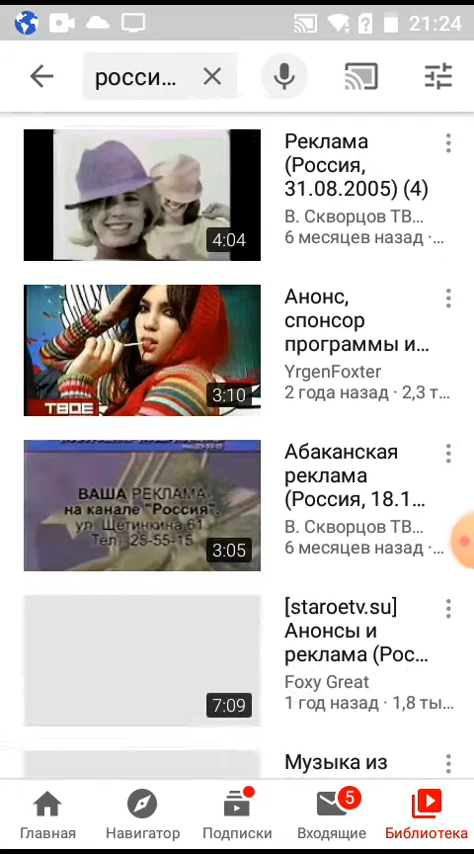 21:24
росси...
Реклама
(Россия,
31.08.2005) (4)
В. Скворцов ТВ...
6 месяцев назад ·...
4:04
Анонс,
спонсор
программы и...
YrgenFoxter
2 года назад · 2,3 т...
3:10
ТВОЕ
Абаканская
реклама
(Россия, 18.1...
В. Скворцов ТВ...
6 месяцев назад ·...
ВАША РЕКЛАМА
на канале "Россия".
ул. Щетинкина 61
Тел. 25-55-15
3:05
[staroetv.su]
Анонсы и
реклама (Рос...
Foxy Great
1 год назад · 1,8 ты...
7:09
Музыка из
5
Главная
Навигатор
Подписки
Входящие
Библиотека